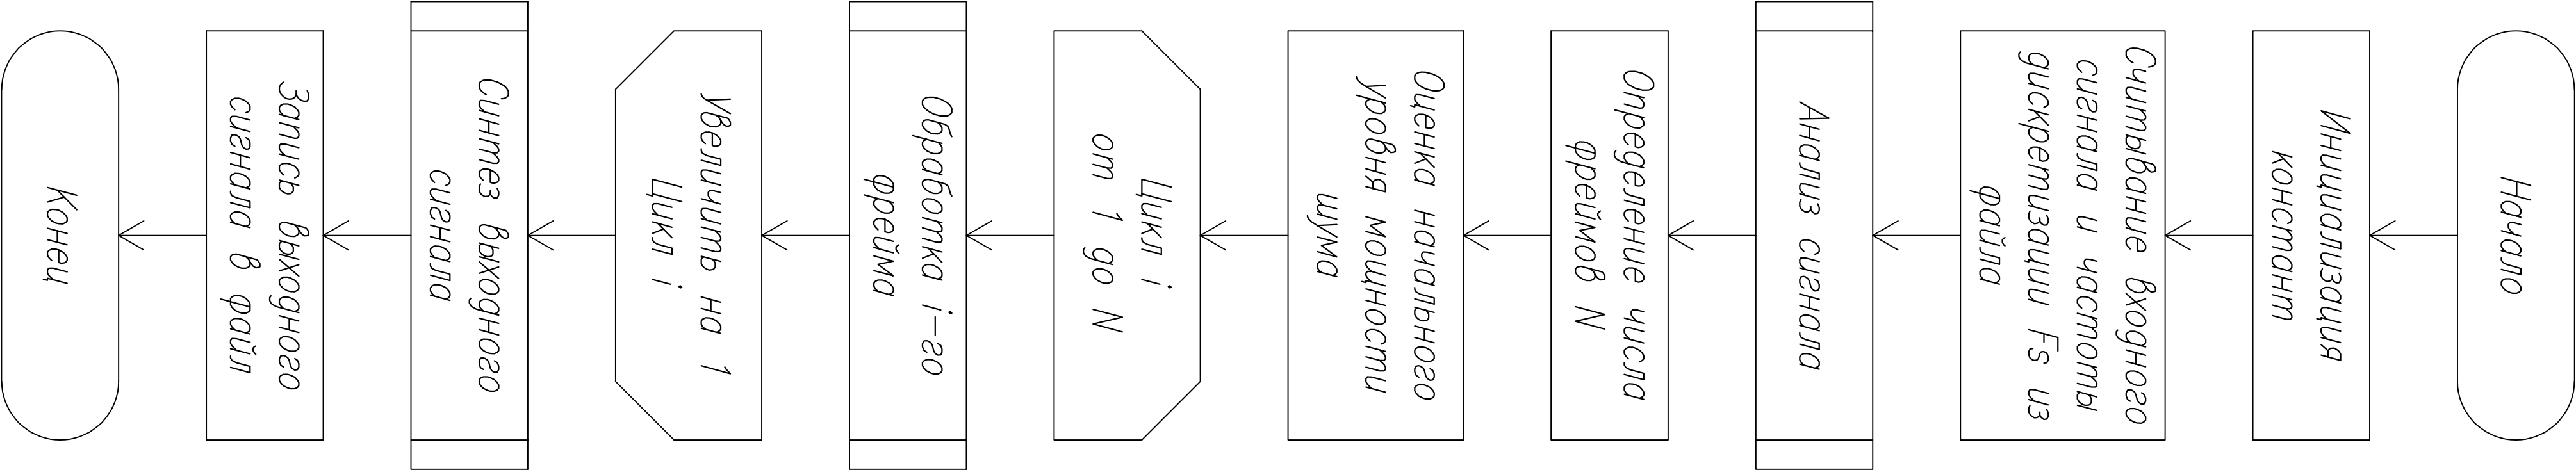 Начало
Инициализация
констант
Считывание входного
сигнала и частоты
дискретизации Fs из
файла
Анализ сигнала
Определение числа
фреймов N
Оценка начального
уровня мощности
шума
Цикл i
от 1 до N
Обработка i-го
фрейма
Увеличить на 1
Цикл i
Синтез выходного
сигнала
Запись выходного
сигнала в файл
Конец